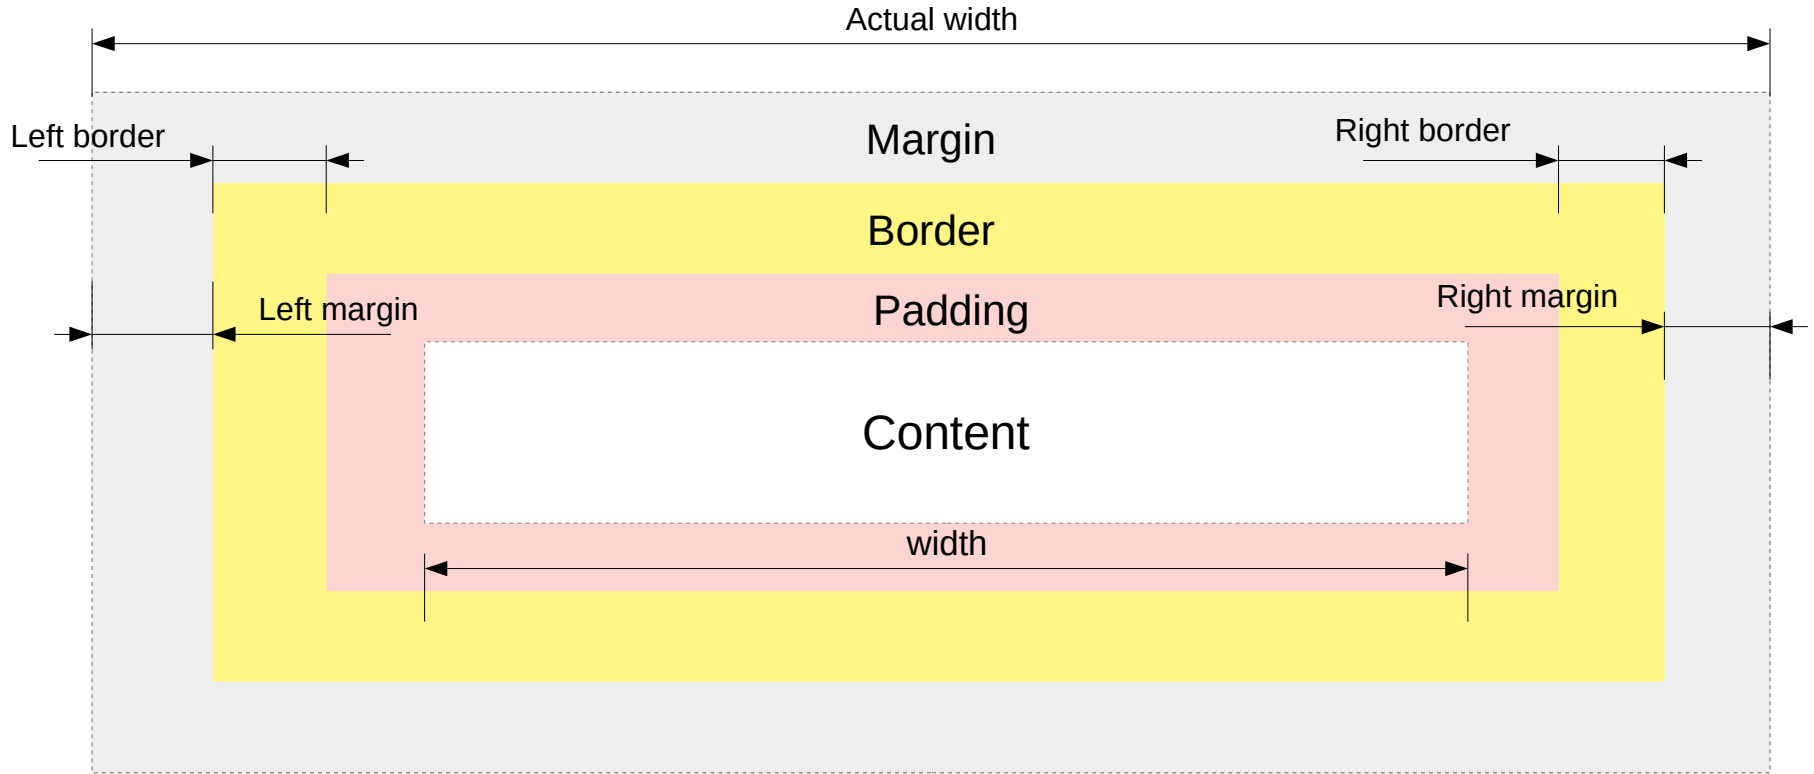 Actual width
Left border
Margin
Right border
Border
Left margin
Padding
Right margin
Content
width